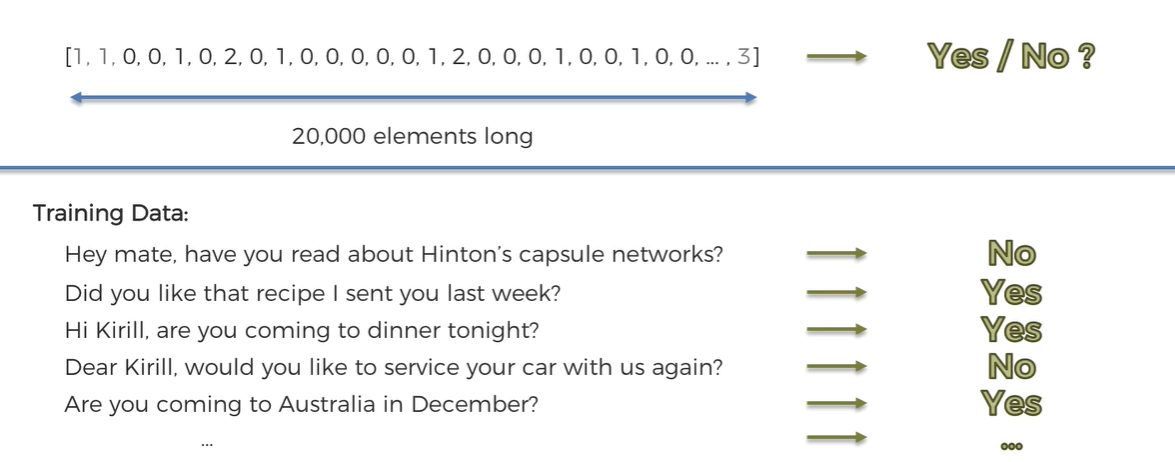 [1, 1, 0, 0, 1, 0, 2, 0, 1, 0, 0, 0, 0, 0, 1, 2, 0, 0, 0, 1, 0, 0, 1, 0, 0, ... , 3] Yes / No ?
20,000 elements long
Training Data:
Hey mate, have you read about Hinton's capsule networks? No
Did you like that recipe I sent you last week? Yes
Hi Kirill, are you coming to dinner tonight? Yes
Dear Kirill, would you like to service your car with us again? No
Are you coming to Australia in December? Yes
... ...